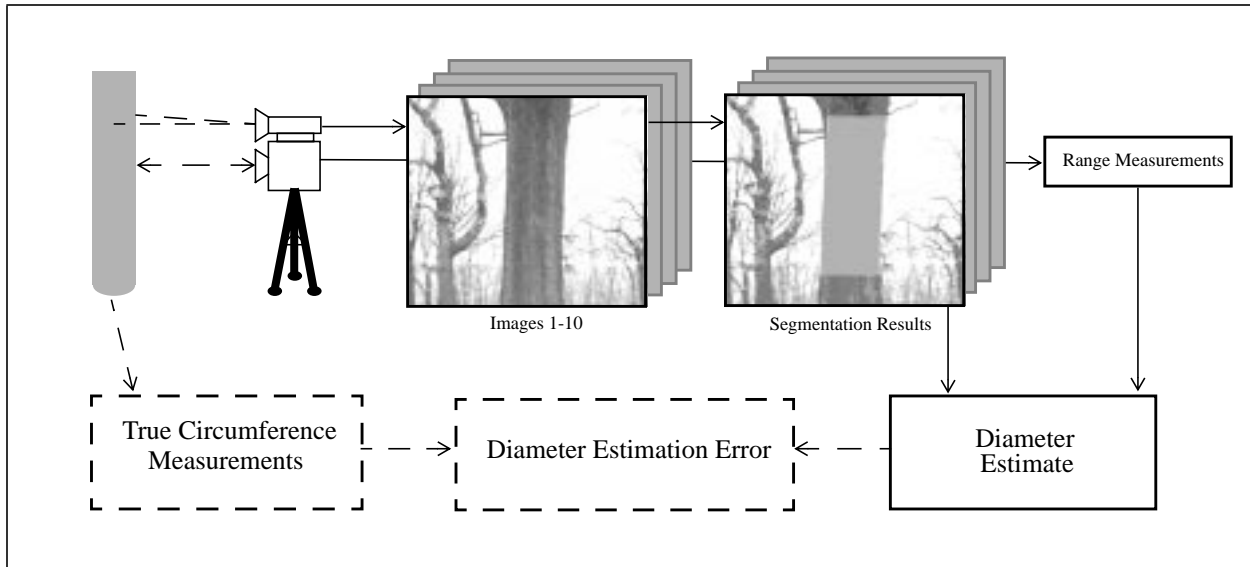 Range Measurements
Images 1-10
Segmentation Results
True Circumference
Measurements
Diameter Estimation Error
Diameter
Estimate